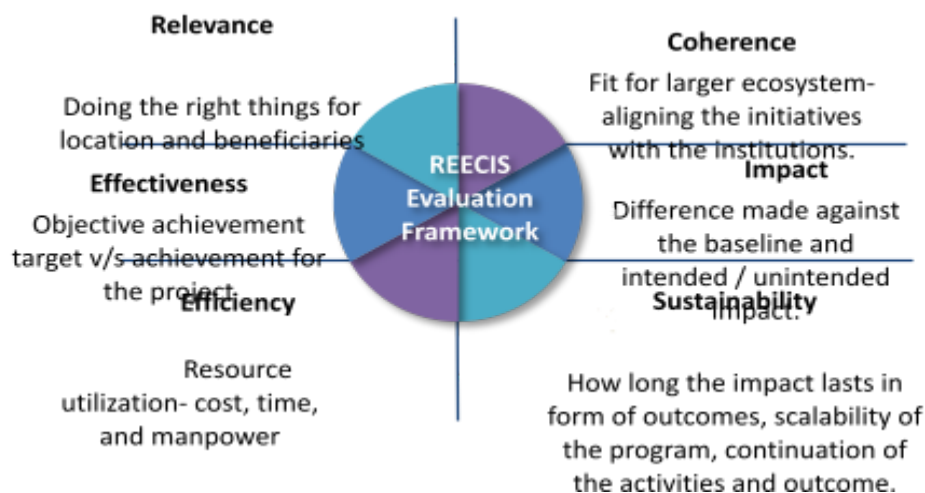 Relevance
Doing the right things for
location and beneficiaries
Effectiveness
Objective achievement
target v/s achievement for
the project
Efficiency
Resource
utilization- cost, time,
and manpower
REECIS
Evaluation
Framework
Coherence
Fit for larger ecosystem-
aligning the initiatives
with the institutions.
Impact
Difference made against
the baseline and
intended / unintended
impact.
Sustainability
How long the impact lasts in
form of outcomes, scalability of
the program, continuation of
the activities and outcome.